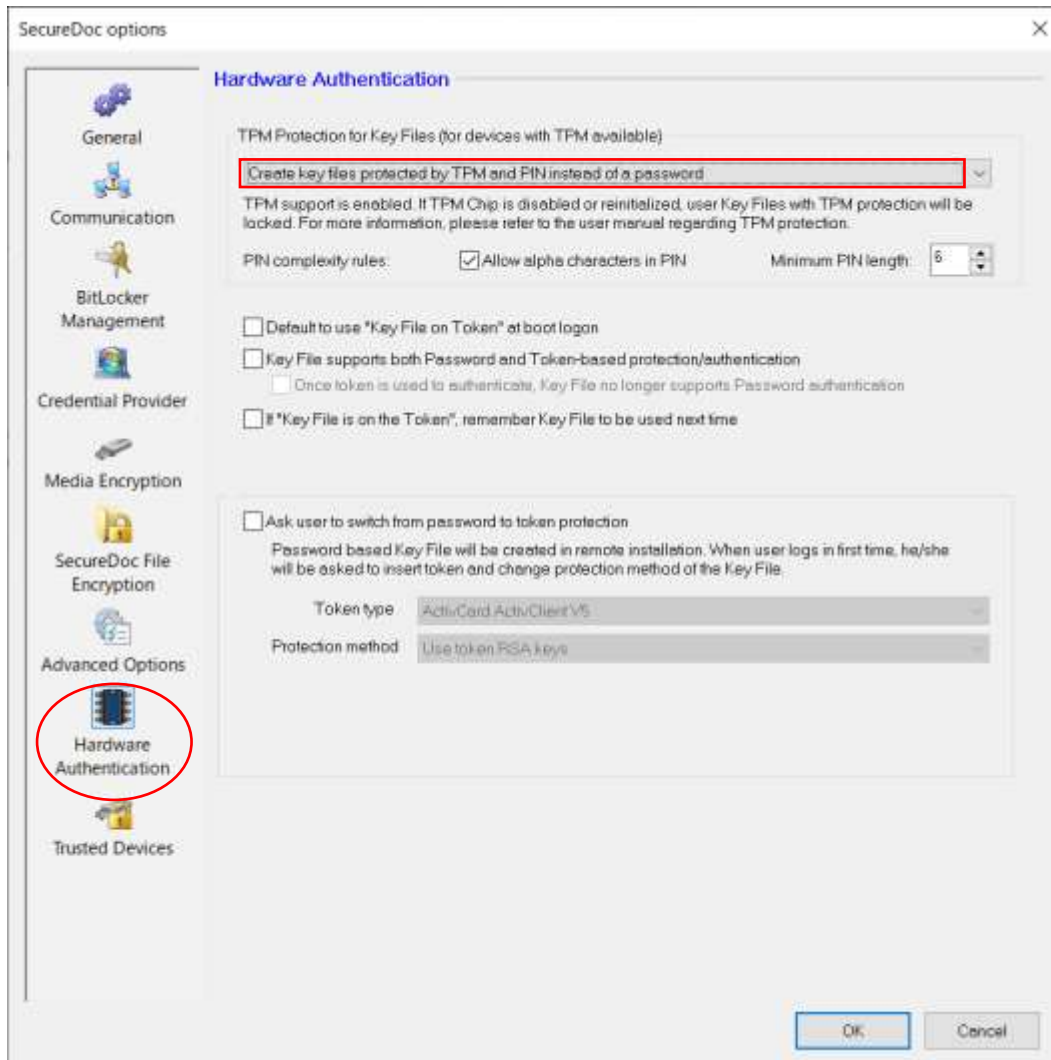 SecureDoc options
General
Communication
BitLocker
Management
Credential Provider
Media Encryption
SecureDoc File
Encryption
Advanced Options
Hardware
Authentication
Trusted Devices
Hardware Authentication
TPM Protection for Key Files (for devices with TPM available)
Create key files protected by TPM and PIN instead of a password
TPM support is enabled. If TPM Chip is disabled or reinitialized, user Key Files with TPM protection will be
locked. For more information, please refer to the user manual regarding TPM protection.
PIN complexity rules: Allow alpha characters in PIN Minimum PIN length: 6
Default to use "Key File on Token" at boot logon
Key File supports both Password and Token-based protection/authentication
Once token is used to authenticate, Key File no longer supports Password authentication
If "Key File is on the Token", remember Key File to be used next time
Ask user to switch from password to token protection
Password based Key File will be created in remote installation. When user logs in first time, he/she
will be asked to insert token and change protection method of the Key File.
Token type ActivCard ActivClient V5
Protection method Use token RSA keys
OK Cancel